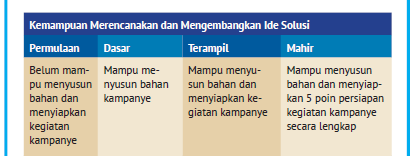 Kemampuan Merencanakan dan Mengembangkan Ide Solusi
Permulaan Dasar Terampil Mahir
Belum mam-
pu menyusun
bahan dan
menyiapkan
kegiatan
kampanye
Mampu me-
nyusun bahan
kampanye
Mampu menyu-
sun bahan dan
menyiapkan ke-
giatan kampanye
Mampu menyusun
bahan dan menyiap-
kan 5 poin persiapan
kegiatan kampanye
secara lengkap